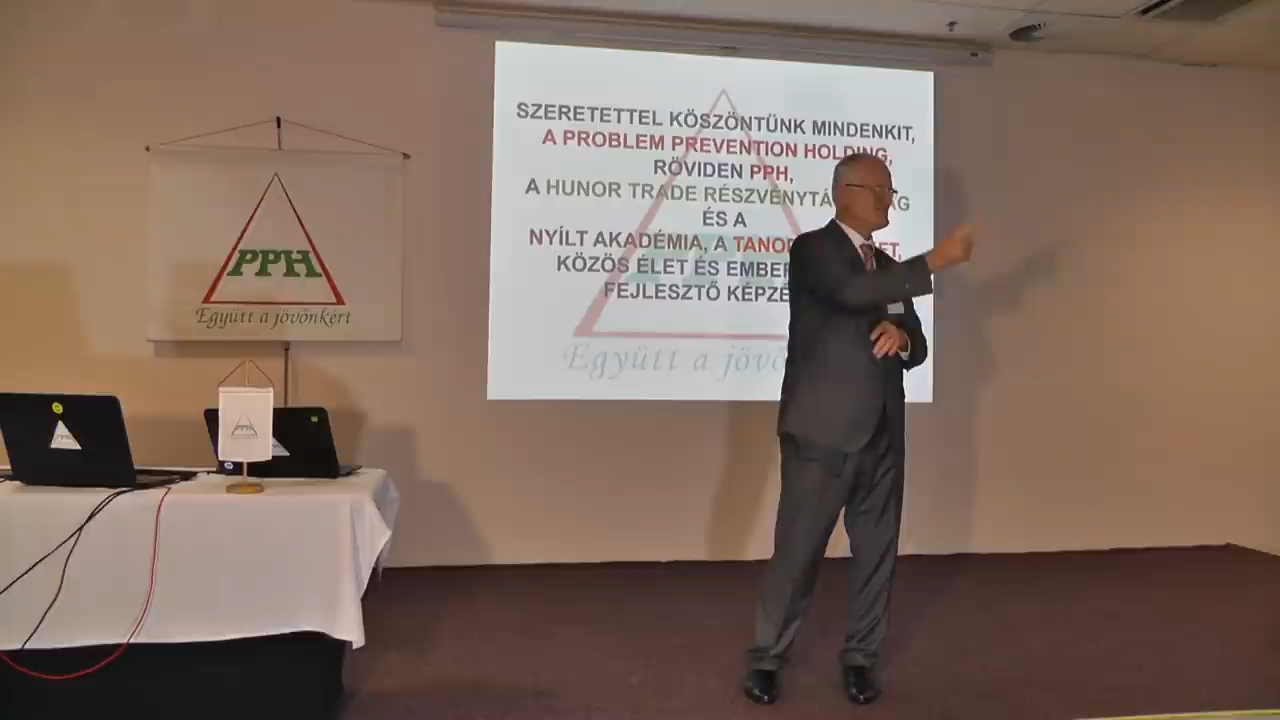 SZERETETTEL KÖSZÖNTÜNK MINDENKIT,
A PROBLEM PREVENTION HOLDING,
RÖVIDEN PPH,
A HUNOR TRADE
ÉS A
NYÍLT AKADÉMIA, A
KÖZÖS ÉLET ÉS
FEJLESZTŐ
Együtt a
PPH
Együtt a jövőnkért
PPH